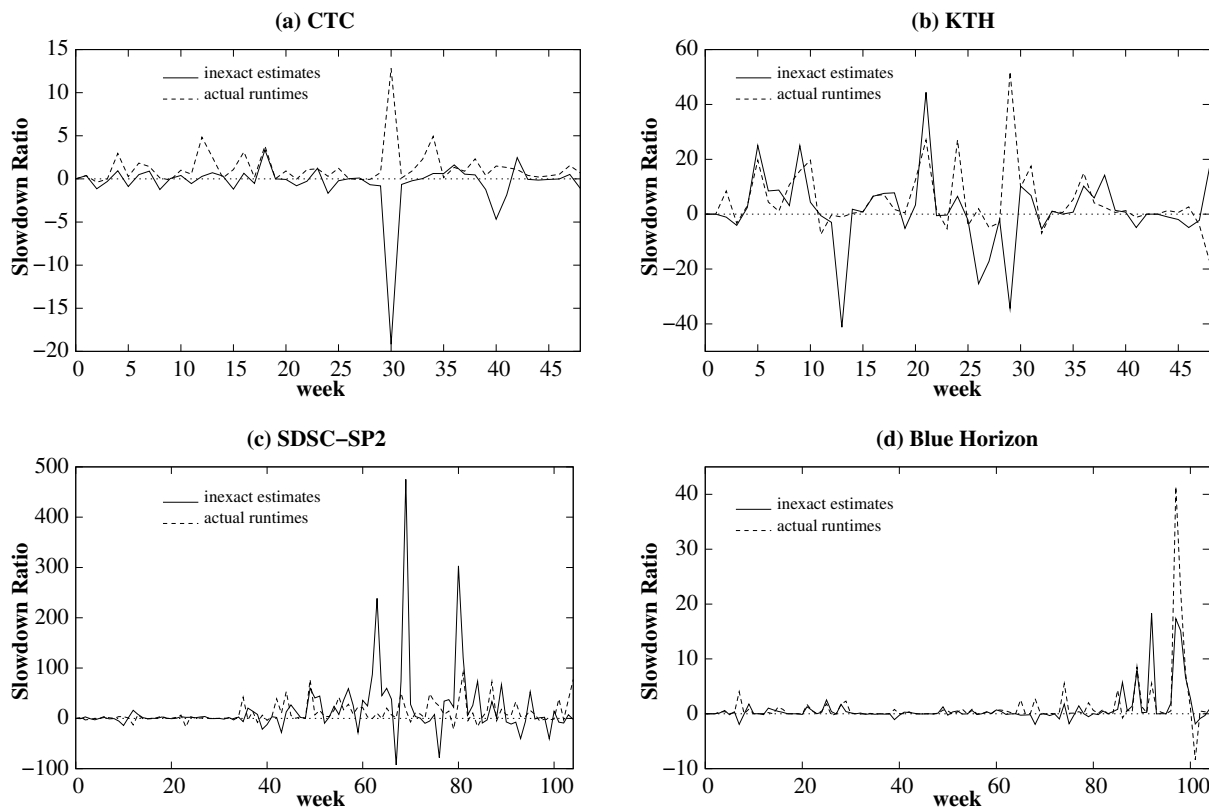 (a) CTC
15
10
5
0
−5
−10
−15
−20
Slowdown Ratio
inexact estimates
actual runtimes
0 5 10 15 20 25 30 35 40 45
week
(b) KTH
60
40
20
0
−20
−40
Slowdown Ratio
inexact estimates
actual runtimes
0 5 10 15 20 25 30 35 40 45
week
(c) SDSC−SP2
500
400
300
200
100
0
−100
Slowdown Ratio
inexact estimates
actual runtimes
0 20 40 60 80 100
week
(d) Blue Horizon
40
30
20
10
0
−10
Slowdown Ratio
inexact estimates
actual runtimes
0 20 40 60 80 100
week